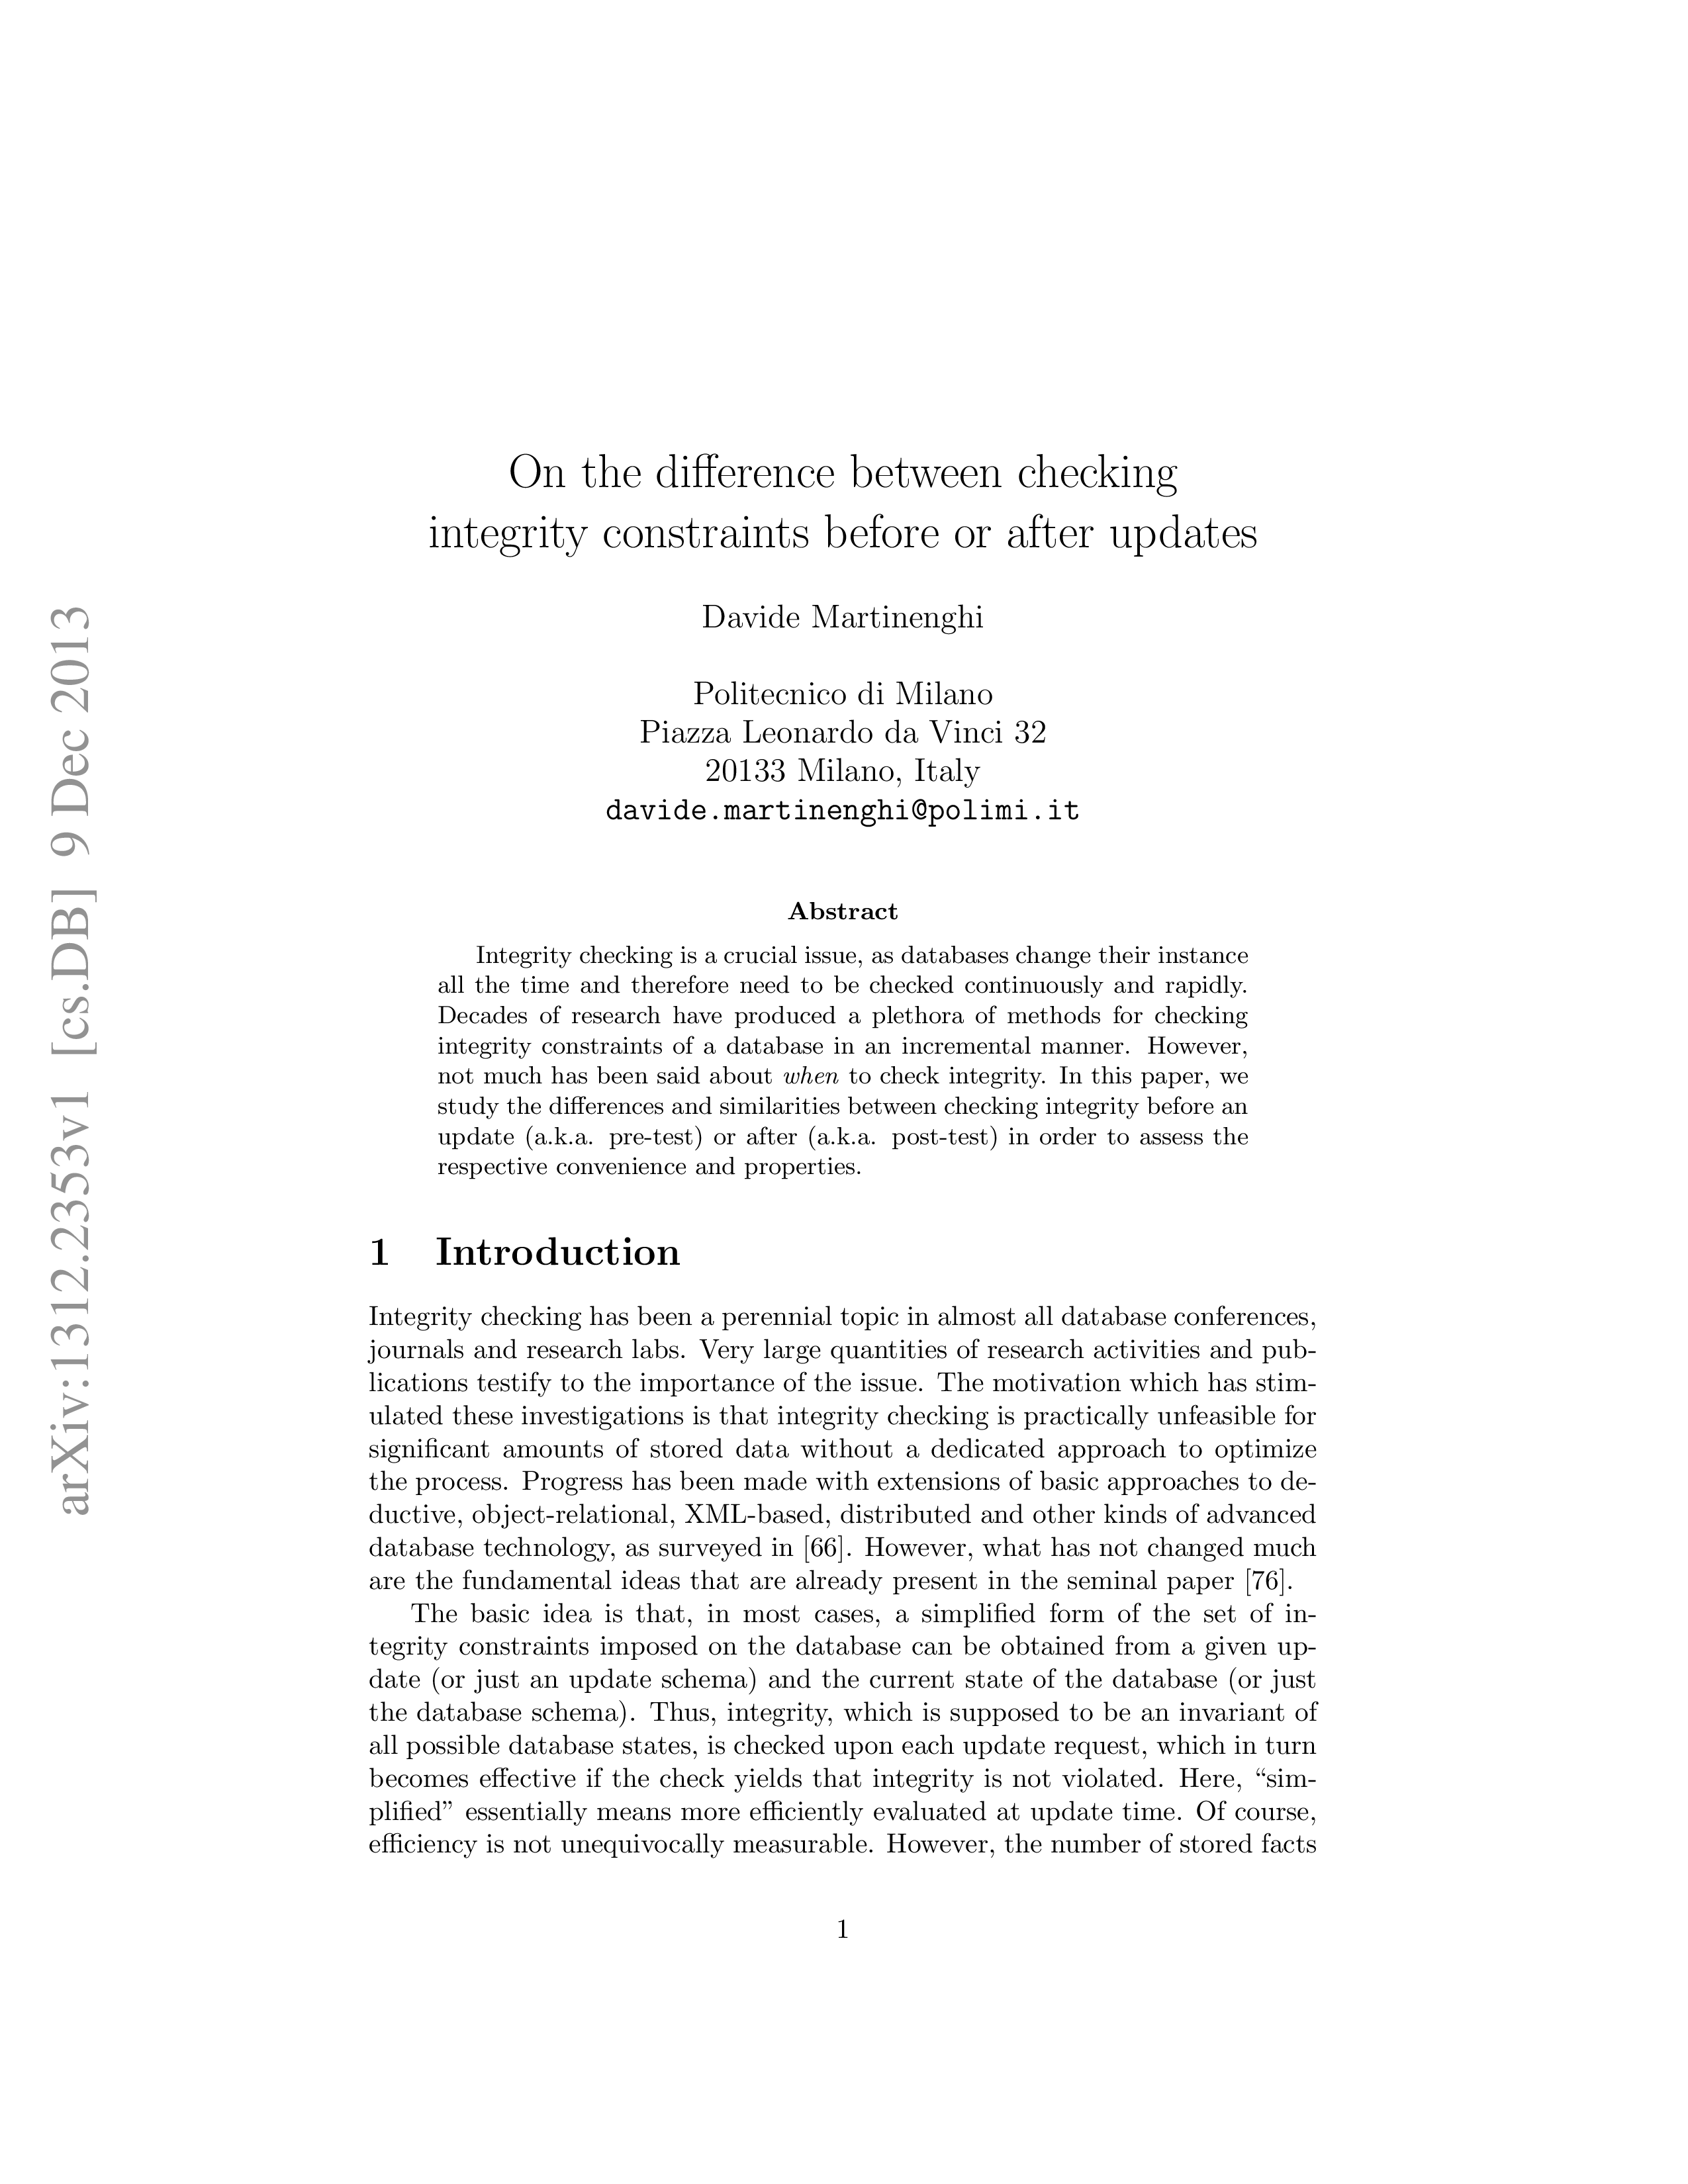 On the difference between checking
integrity constraints before or after updates
Davide Martinenghi
Politecnico di Milano
Piazza Leonardo da Vinci 32
20133 Milano, Italy
davide.martinenghi@polimi.it
Abstract
Integrity checking is a crucial issue, as databases change their instance
all the time and therefore need to be checked continuously and rapidly.
Decades of research have produced a plethora of methods for checking
integrity constraints of a database in an incremental manner. However,
not much has been said about when to check integrity. In this paper, we
study the differences and similarities between checking integrity before an
update (a.k.a. pre-test) or after (a.k.a. post-test) in order to assess the
respective convenience and properties.
1 Introduction
Integrity checking has been a perennial topic in almost all database conferences,
journals and research labs. Very large quantities of research activities and pub-
lications testify to the importance of the issue. The motivation which has stim-
ulated these investigations is that integrity checking is practically unfeasible for
significant amounts of stored data without a dedicated approach to optimize
the process. Progress has been made with extensions of basic approaches to de-
ductive, object-relational, XML-based, distributed and other kinds of advanced
database technology, as surveyed in [66]. However, what has not changed much
are the fundamental ideas that are already present in the seminal paper [76].
The basic idea is that, in most cases, a simplified form of the set of in-
tegrity constraints imposed on the database can be obtained from a given up-
date (or just an update schema) and the current state of the database (or just
the database schema). Thus, integrity, which is supposed to be an invariant of
all possible database states, is checked upon each update request, which in turn
becomes effective if the check yields that integrity is not violated. Here, “sim-
plified” essentially means more efficiently evaluated at update time. Of course,
efficiency is not unequivocally measurable. However, the number of stored facts
1
arXiv:1312.2353v1 [cs.DB] 9 Dec 2013